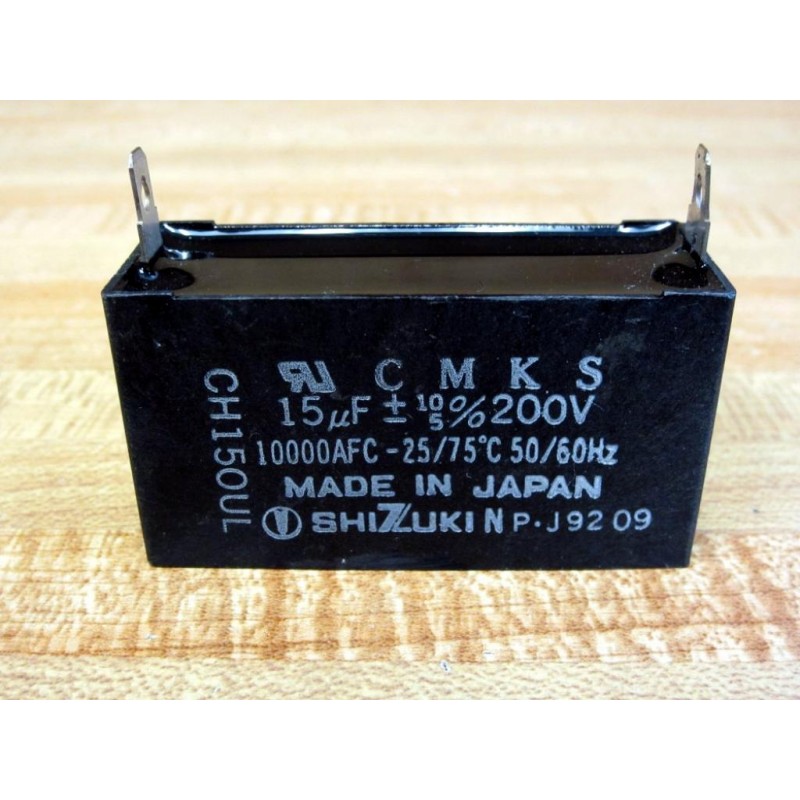 CMKS
15μF ± 10/5 % 200V
10000AFC -25/75°C 50/60Hz
MADE IN JAPAN
SHIZUKI N P·J92 09
CH150UL